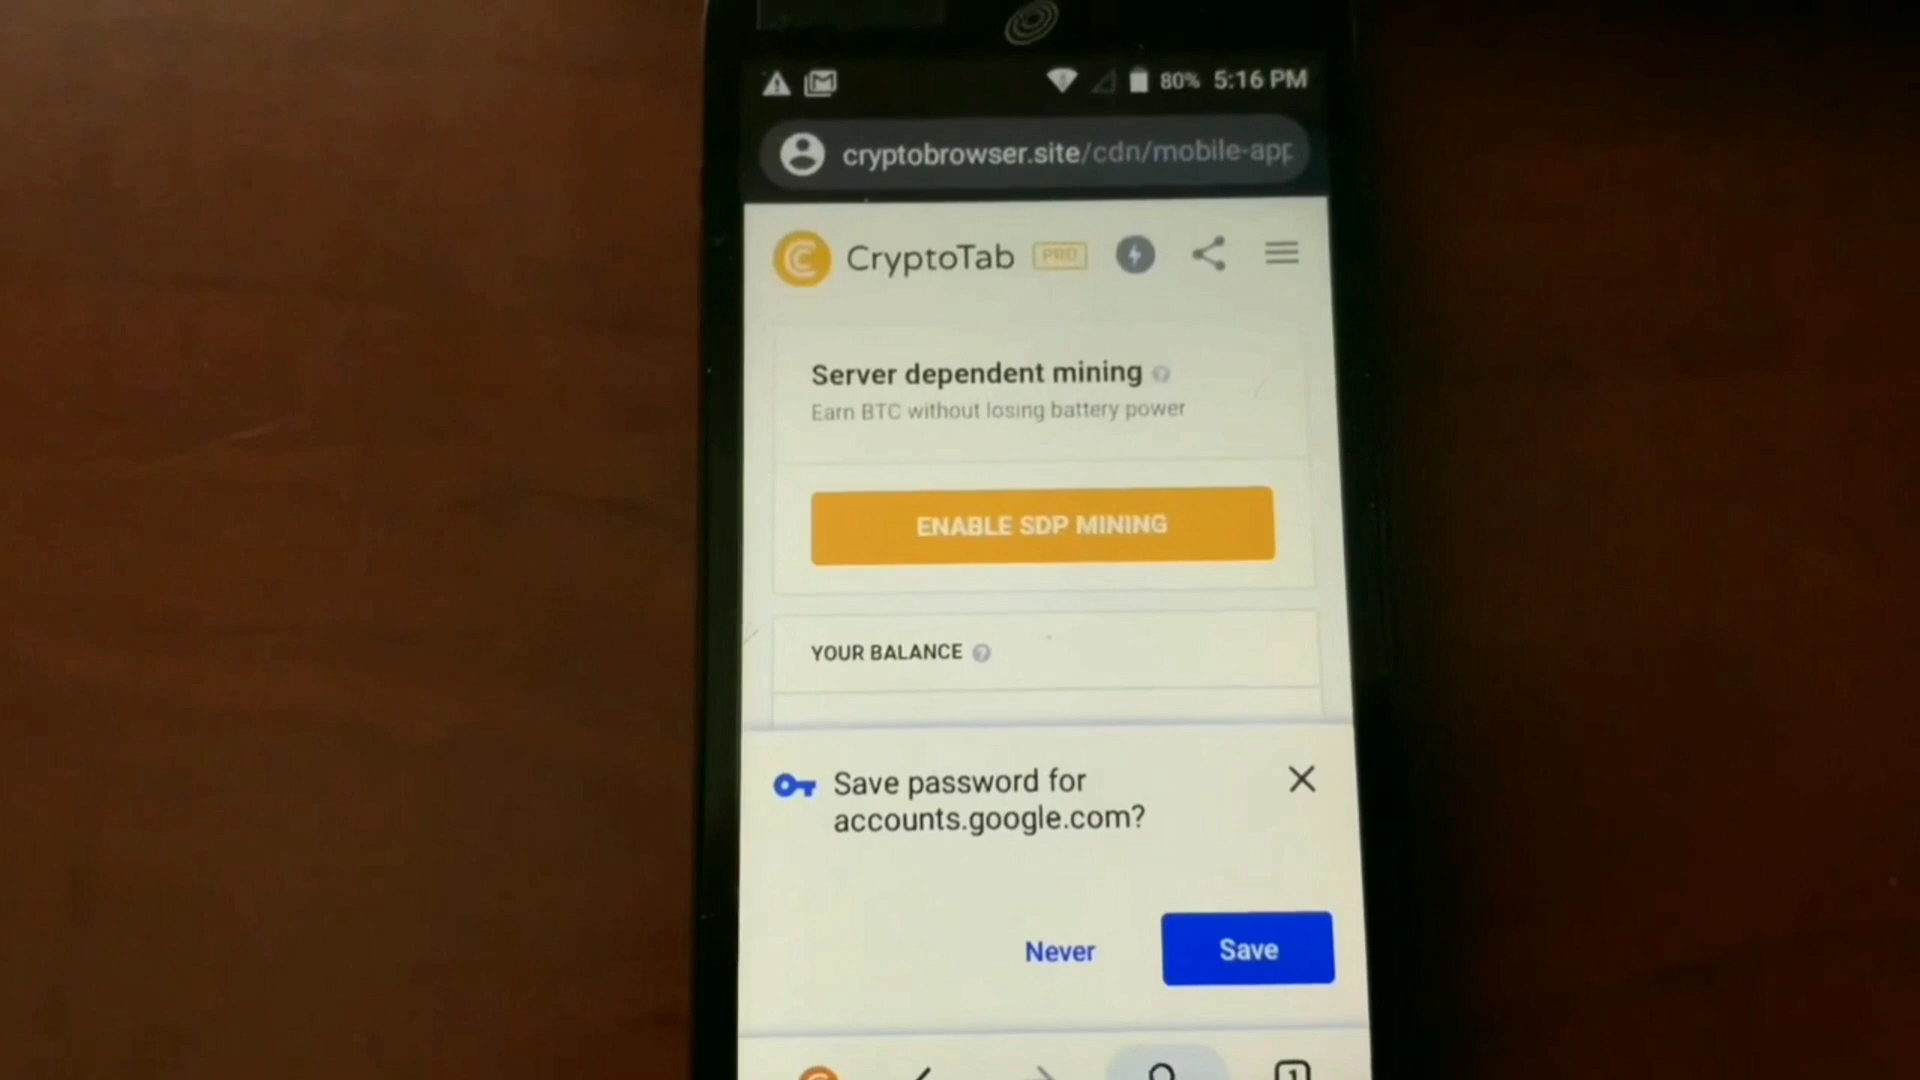 80% 5:16 PM
cryptobrowser.site/cdn/mobile-app
CryptoTab PRO
Server dependent mining
Earn BTC without losing battery power
ENABLE SDP MINING
YOUR BALANCE
Save password for
accounts.google.com?
Never Save
1